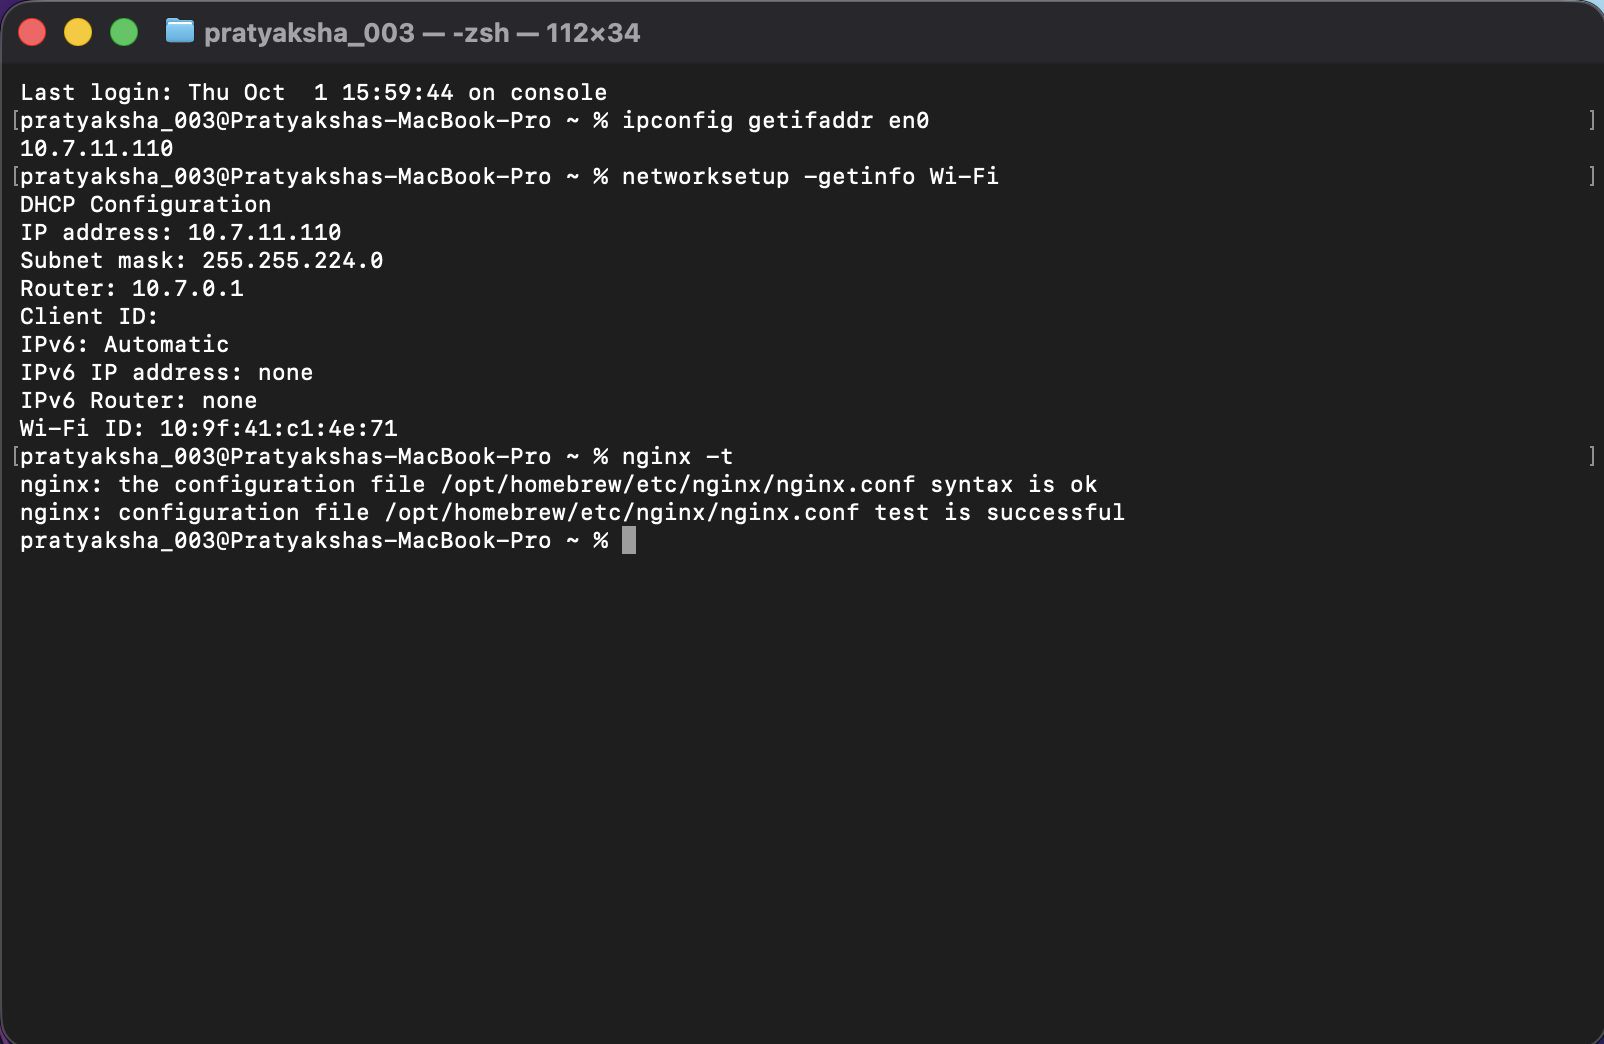 pratyaksha_003 — -zsh — 112×34
Last login: Thu Oct  1 15:59:44 on console
[pratyaksha_003@Pratyakshas-MacBook-Pro ~ % ipconfig getifaddr en0 ]
10.7.11.110
[pratyaksha_003@Pratyakshas-MacBook-Pro ~ % networksetup -getinfo Wi-Fi ]
DHCP Configuration
IP address: 10.7.11.110
Subnet mask: 255.255.224.0
Router: 10.7.0.1
Client ID:
IPv6: Automatic
IPv6 IP address: none
IPv6 Router: none
Wi-Fi ID: 10:9f:41:c1:4e:71
[pratyaksha_003@Pratyakshas-MacBook-Pro ~ % nginx -t ]
nginx: the configuration file /opt/homebrew/etc/nginx/nginx.conf syntax is ok
nginx: configuration file /opt/homebrew/etc/nginx/nginx.conf test is successful
pratyaksha_003@Pratyakshas-MacBook-Pro ~ %